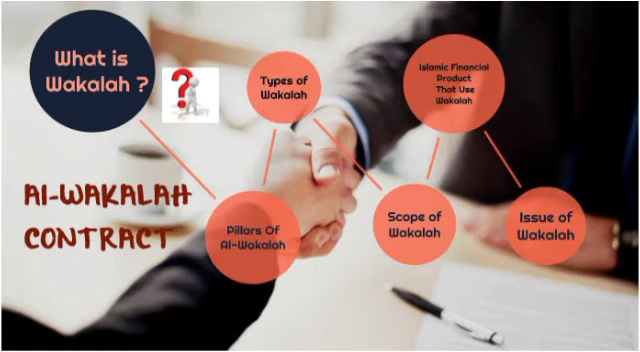 What is
Wakalah ?
Types of
Wakalah
Islamic Financial
Product
That Use
Wakalah
AI-WAKALAH
CONTRACT
Pillars Of
Al-Wakalah
Scope of
Wakalah
Issue of
Wakalah